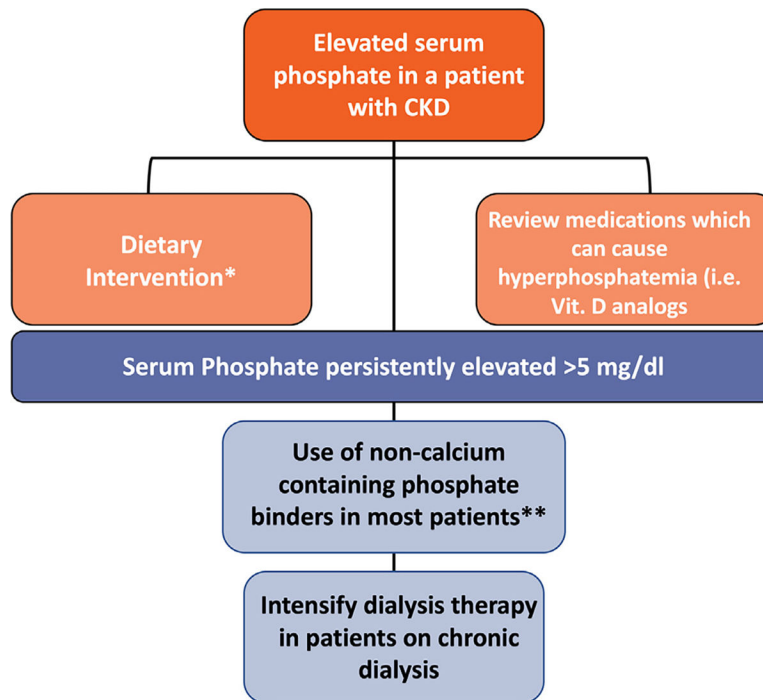 Elevated serum
phosphate in a patient
with CKD
Dietary
Intervention*
Review medications which
can cause
hyperphosphatemia (i.e.
Vit. D analogs
Serum Phosphate persistently elevated >5 mg/dl
Use of non-calcium
containing phosphate
binders in most patients**
Intensify dialysis therapy
in patients on chronic
dialysis